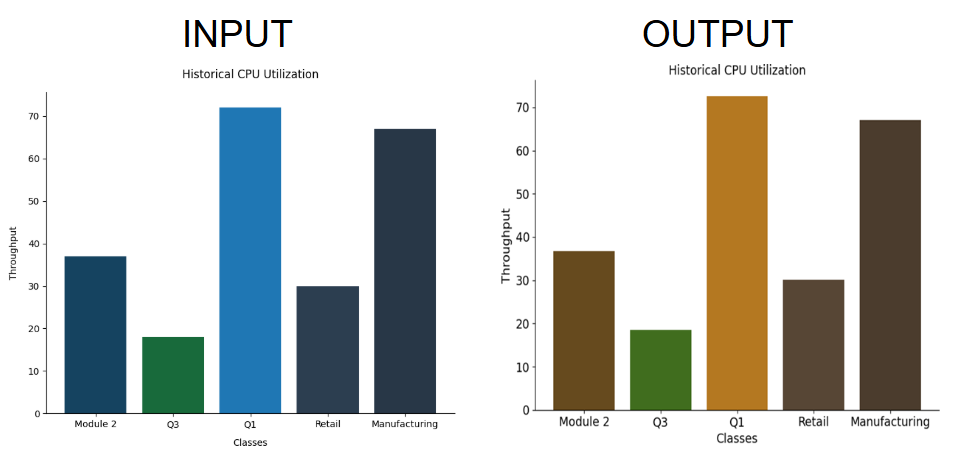 INPUT
Historical CPU Utilization
Throughput
70
60
50
40
30
20
10
0
Module 2 Q3 Q1 Retail Manufacturing
Classes
OUTPUT
Historical CPU Utilization
Throughput
70
60
50
40
30
20
10
0
Module 2 Q3 Q1 Retail Manufacturing
Classes